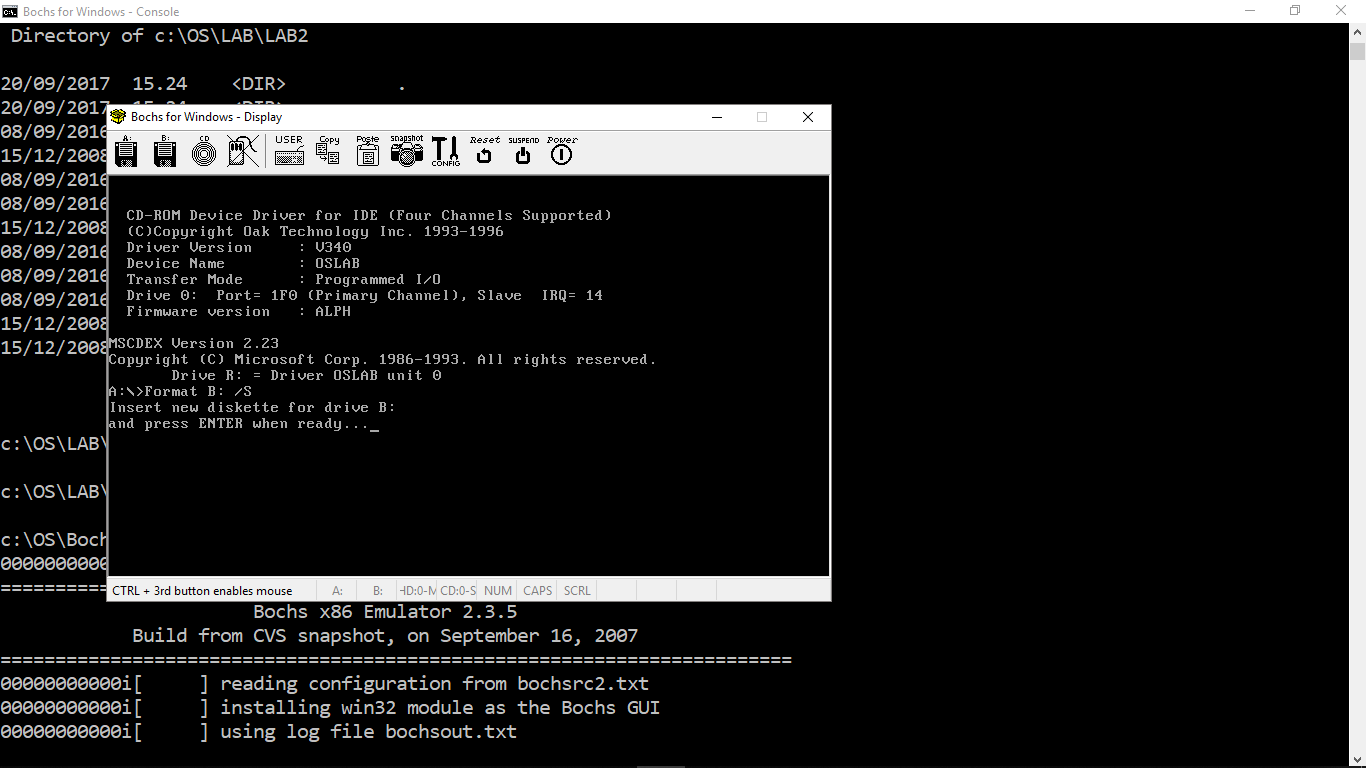 Bochs for Windows - Console
Directory of c:\OS\LAB\LAB2
20/09/2017 15.24 <DIR> .
20/09/2017
08/09/2016
15/12/2008
08/09/2016
08/09/2016
15/12/2008
08/09/2016
08/09/2016
08/09/2016
15/12/2008
15/12/2008
Bochs for Windows - Display
A: B: CD USER Copy Paste snapshot CONFIG Reset SUSPEND Power
CD-ROM Device Driver for IDE (Four Channels Supported)
(C)Copyright Oak Technology Inc. 1993-1996
Driver Version : V340
Device Name : OSLAB
Transfer Mode : Programmed I/O
Drive 0: Port= 1F0 (Primary Channel), Slave IRQ= 14
Firmware version : ALPH
MSCDEX Version 2.23
Copyright (C) Microsoft Corp. 1986-1993. All rights reserved.
Drive R: = Driver OSLAB unit 0
A:\>Format B: /S
Insert new diskette for drive B:
and press ENTER when ready..._
CTRL + 3rd button enables mouse A: B: HD:0-M CD:0-S NUM CAPS SCRL
c:\OS\LAB\
c:\OS\LAB\
c:\OS\Boch
0000000000
==========
Bochs x86 Emulator 2.3.5
Build from CVS snapshot, on September 16, 2007
========================================================================
00000000000i[ ] reading configuration from bochsrc2.txt
00000000000i[ ] installing win32 module as the Bochs GUI
00000000000i[ ] using log file bochsout.txt